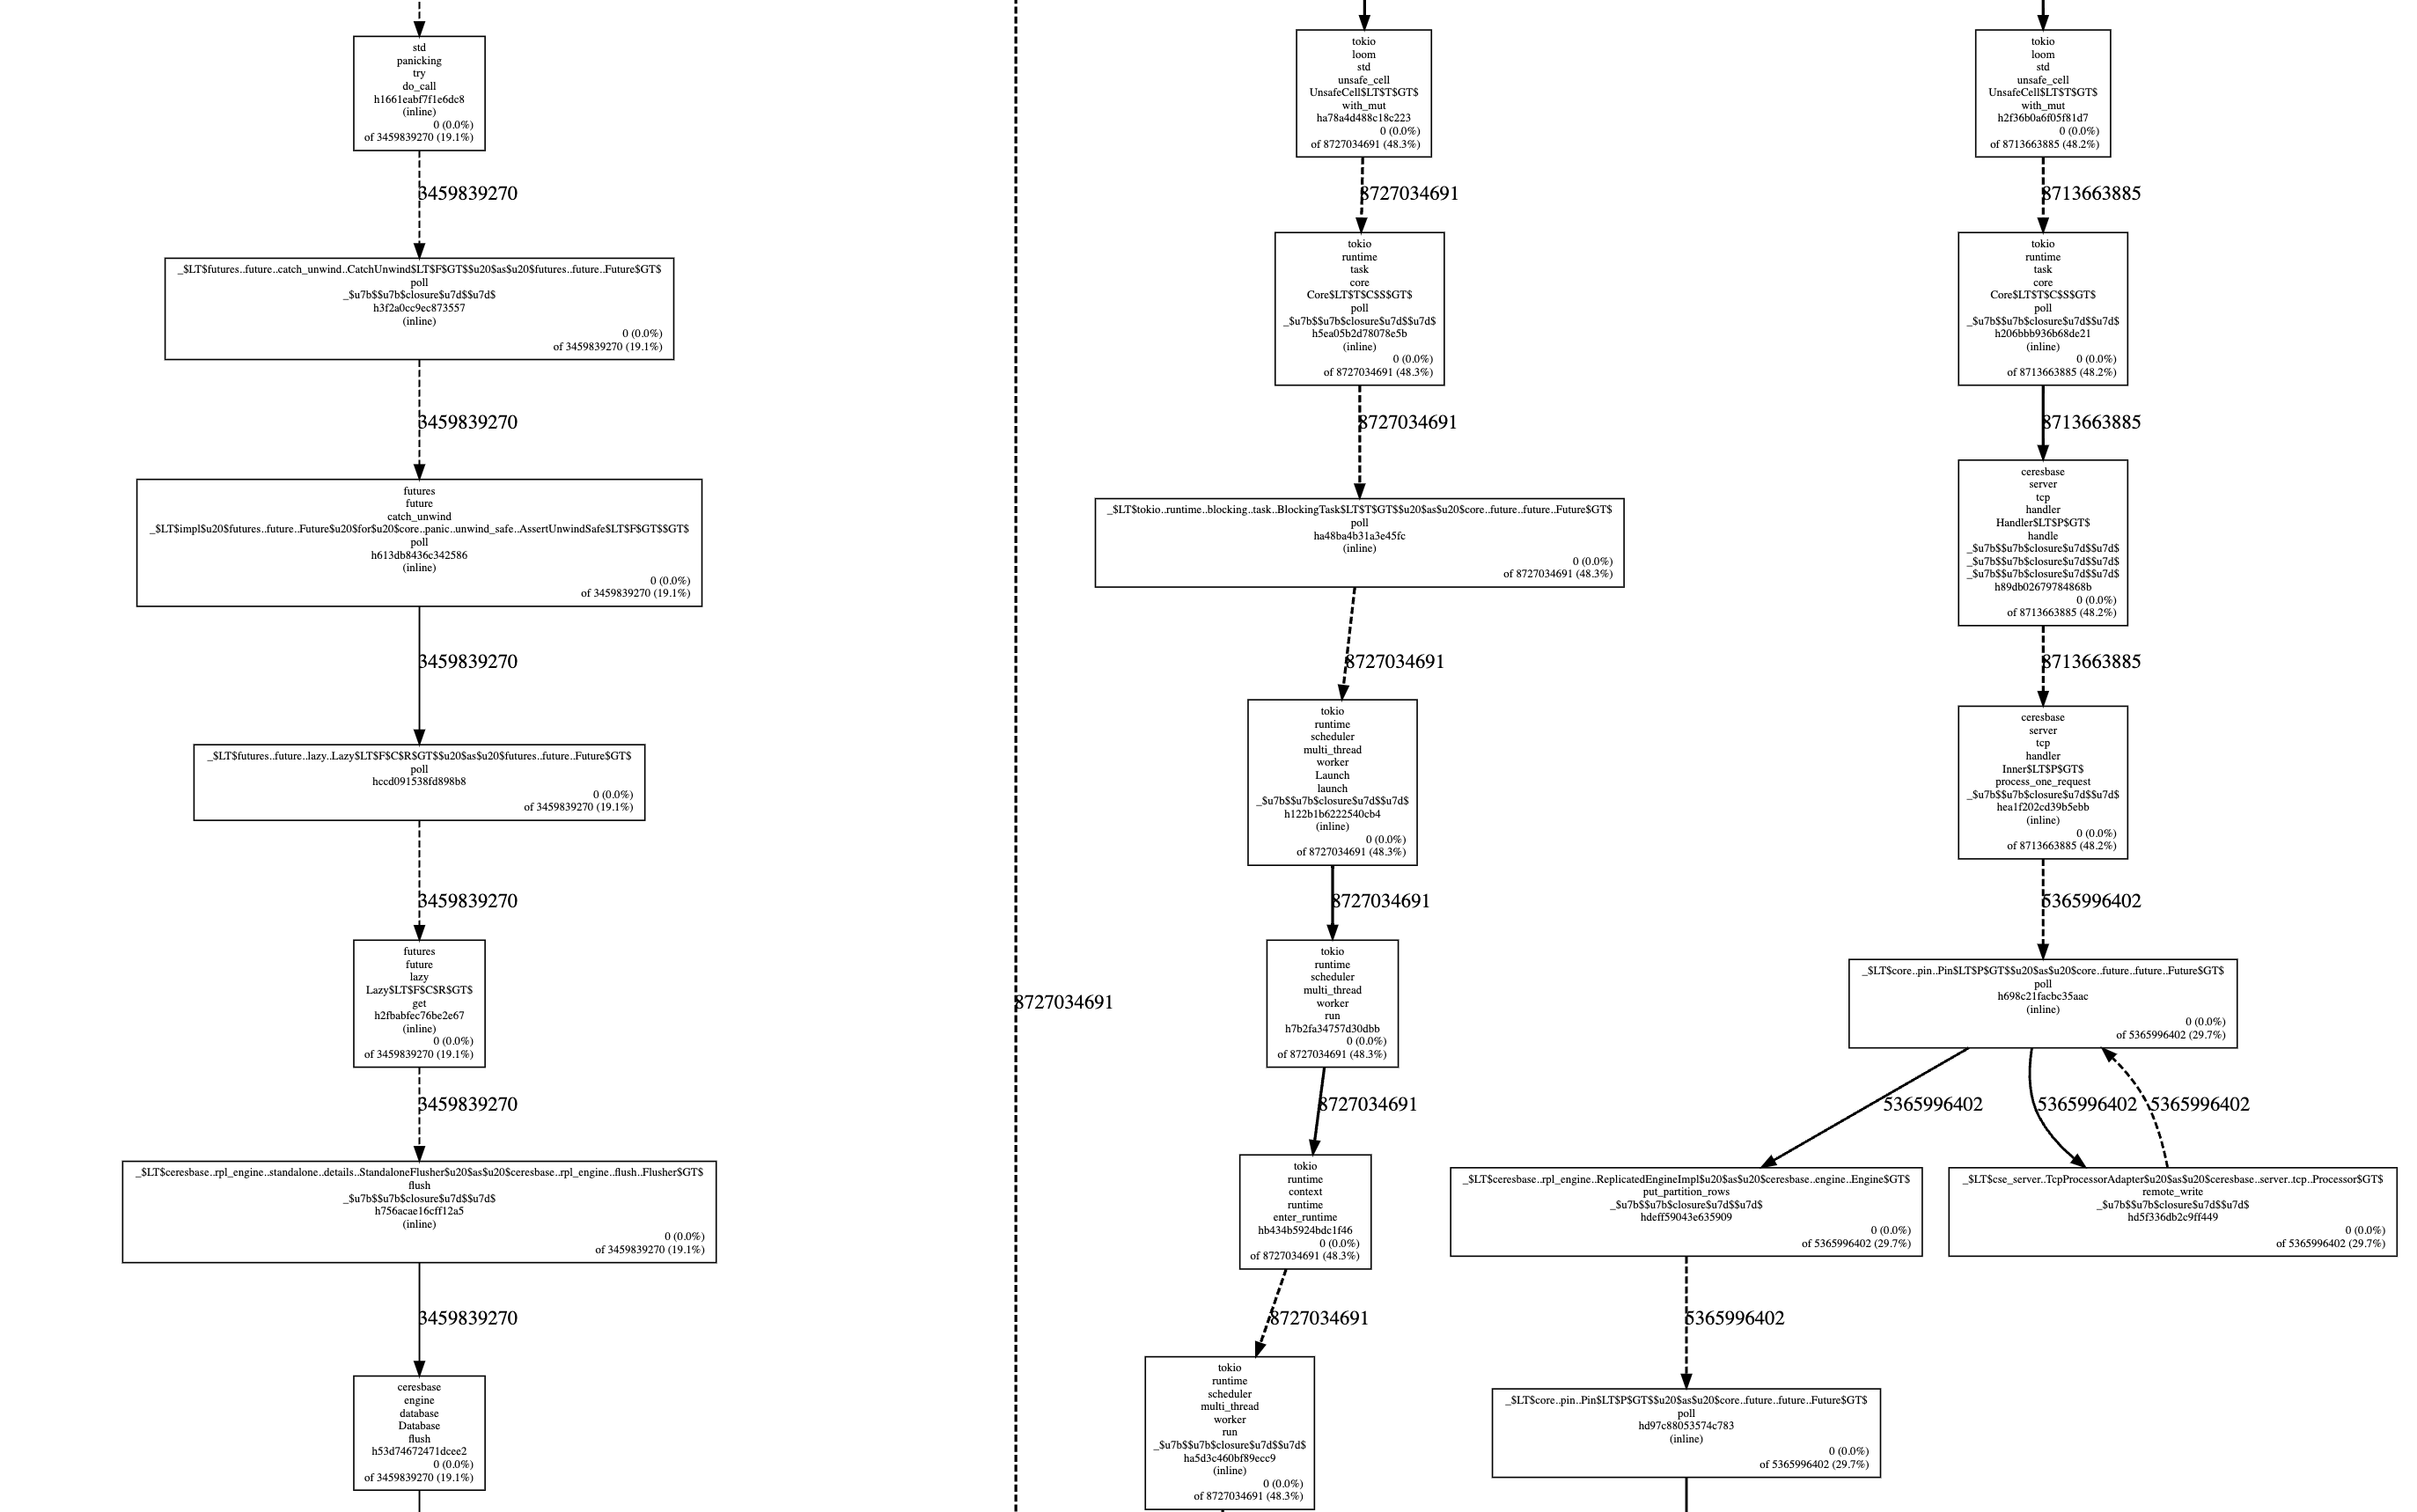 std
panicking
try
do_call
h1661eabf7f1e6dc8
(inline)
0 (0.0%)
of 3459839270 (19.1%)
3459839270
_$LT$futures..future..catch_unwind..CatchUnwind$LT$F$GT$$u20$as$u20$futures..future..Future$GT$
poll
_$u7b$$u7b$closure$u7d$$u7d$
h3f2a0cc9ec873557
(inline)
0 (0.0%)
of 3459839270 (19.1%)
3459839270
futures
future
catch_unwind
_$LT$impl$u20$futures..future..Future$u20$for$u20$core..panic..unwind_safe..AssertUnwindSafe$LT$F$GT$$GT$
poll
h613db8436c342586
(inline)
0 (0.0%)
of 3459839270 (19.1%)
3459839270
_$LT$futures..future..lazy..Lazy$LT$F$C$R$GT$$u20$as$u20$futures..future..Future$GT$
poll
hccd091538fd898b8
0 (0.0%)
of 3459839270 (19.1%)
3459839270
futures
future
lazy
Lazy$LT$F$C$R$GT$
get
h2fbabfec76be2e67
(inline)
0 (0.0%)
of 3459839270 (19.1%)
3459839270
_$LT$ceresbase..rpl_engine..standalone..details..StandaloneFlusher$u20$as$u20$ceresbase..rpl_engine..flush..Flusher$GT$
flush
_$u7b$$u7b$closure$u7d$$u7d$
h756acae16cff12a5
(inline)
0 (0.0%)
of 3459839270 (19.1%)
3459839270
ceresbase
engine
database
Database
flush
h53d74672471dcee2
0 (0.0%)
of 3459839270 (19.1%)
8727034691
tokio
loom
std
unsafe_cell
UnsafeCell$LT$T$GT$
with_mut
ha78a4d488c18c223
0 (0.0%)
of 8727034691 (48.3%)
8727034691
tokio
runtime
task
core
Core$LT$T$C$S$GT$
poll
_$u7b$$u7b$closure$u7d$$u7d$
h5ea05b2d78078e5b
(inline)
0 (0.0%)
of 8727034691 (48.3%)
8727034691
_$LT$tokio..runtime..blocking..task..BlockingTask$LT$T$GT$$u20$as$u20$core..future..future..Future$GT$
poll
ha48ba4b31a3e45fc
(inline)
0 (0.0%)
of 8727034691 (48.3%)
8727034691
tokio
runtime
scheduler
multi_thread
worker
Launch
launch
_$u7b$$u7b$closure$u7d$$u7d$
h122b1b6222540cb4
(inline)
0 (0.0%)
of 8727034691 (48.3%)
8727034691
tokio
runtime
scheduler
multi_thread
worker
run
h7b2fa34757d30dbb
0 (0.0%)
of 8727034691 (48.3%)
8727034691
tokio
runtime
context
runtime
enter_runtime
hb434b5924bdc1f46
0 (0.0%)
of 8727034691 (48.3%)
8727034691
tokio
runtime
scheduler
multi_thread
worker
run
_$u7b$$u7b$closure$u7d$$u7d$
ha5d3c460bf89ecc9
(inline)
0 (0.0%)
of 8727034691 (48.3%)
tokio
loom
std
unsafe_cell
UnsafeCell$LT$T$GT$
with_mut
h2f36b0a6f05f81d7
0 (0.0%)
of 8713663885 (48.2%)
8713663885
tokio
runtime
task
core
Core$LT$T$C$S$GT$
poll
_$u7b$$u7b$closure$u7d$$u7d$
h206bbb936b68de21
(inline)
0 (0.0%)
of 8713663885 (48.2%)
8713663885
ceresbase
server
tcp
handler
Handler$LT$P$GT$
handle
_$u7b$$u7b$closure$u7d$$u7d$
_$u7b$$u7b$closure$u7d$$u7d$
_$u7b$$u7b$closure$u7d$$u7d$
h89db02679784868b
0 (0.0%)
of 8713663885 (48.2%)
8713663885
ceresbase
server
tcp
handler
Inner$LT$P$GT$
process_one_request
_$u7b$$u7b$closure$u7d$$u7d$
hea1f202cd39b5ebb
(inline)
0 (0.0%)
of 8713663885 (48.2%)
5365996402
_$LT$core..pin..Pin$LT$P$GT$$u20$as$u20$core..future..future..Future$GT$
poll
h698c21facbc35aac
(inline)
0 (0.0%)
of 5365996402 (29.7%)
5365996402
5365996402
5365996402
_$LT$ceresbase..rpl_engine..ReplicatedEngineImpl$u20$as$u20$ceresbase..engine..Engine$GT$
put_partition_rows
_$u7b$$u7b$closure$u7d$$u7d$
hdeff59043e635909
0 (0.0%)
of 5365996402 (29.7%)
_$LT$cse_server..TcpProcessorAdapter$u20$as$u20$ceresbase..server..tcp..Processor$GT$
remote_write
_$u7b$$u7b$closure$u7d$$u7d$
hd5f336db2c9ff449
0 (0.0%)
of 5365996402 (29.7%)
5365996402
_$LT$core..pin..Pin$LT$P$GT$$u20$as$u20$core..future..future..Future$GT$
poll
hd97c88053574c783
(inline)
0 (0.0%)
of 5365996402 (29.7%)